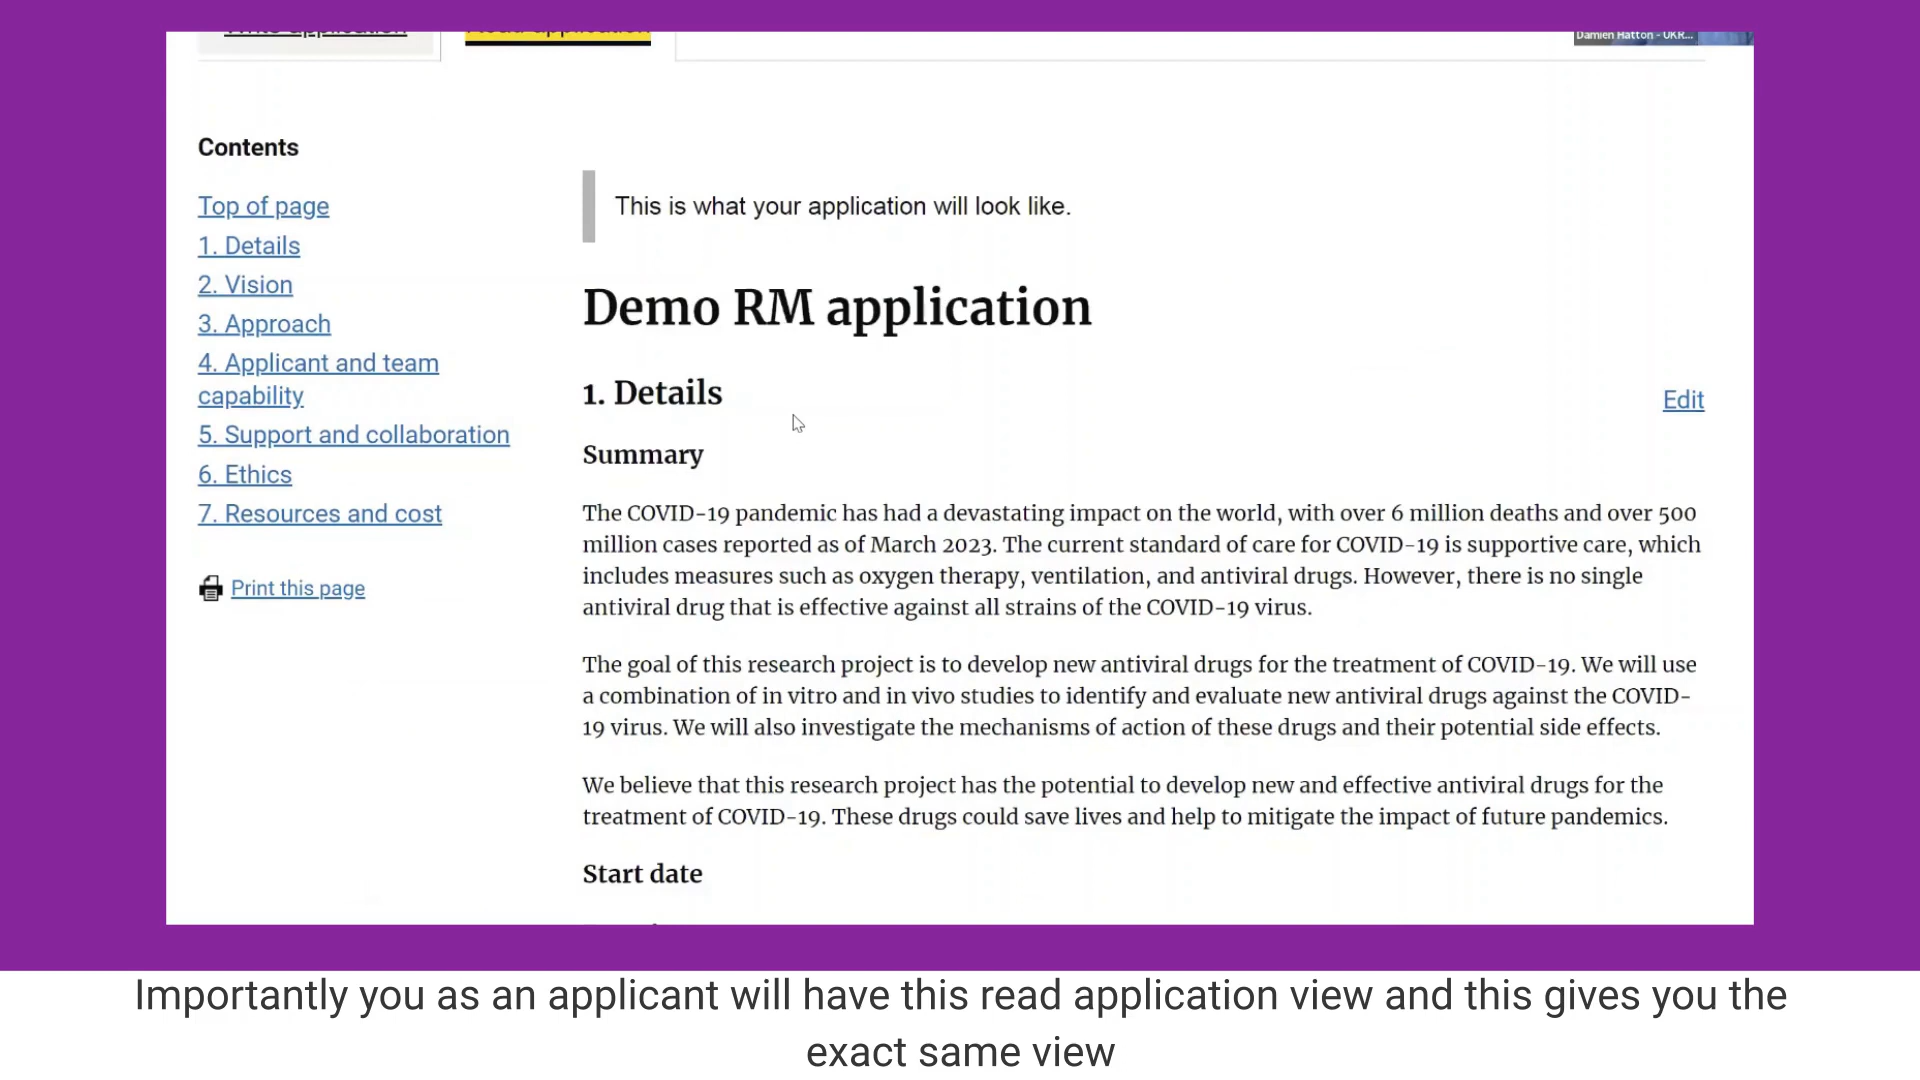 Write application
Read application
Damien Hatton - UKR...
Contents
Top of page
1. Details
2. Vision
3. Approach
4. Applicant and team
capability
5. Support and collaboration
6. Ethics
7. Resources and cost
Print this page
This is what your application will look like.
Demo RM application
1. Details
Edit
Summary
The COVID-19 pandemic has had a devastating impact on the world, with over 6 million deaths and over 500
million cases reported as of March 2023. The current standard of care for COVID-19 is supportive care, which
includes measures such as oxygen therapy, ventilation, and antiviral drugs. However, there is no single
antiviral drug that is effective against all strains of the COVID-19 virus.
The goal of this research project is to develop new antiviral drugs for the treatment of COVID-19. We will use
a combination of in vitro and in vivo studies to identify and evaluate new antiviral drugs against the COVID-
19 virus. We will also investigate the mechanisms of action of these drugs and their potential side effects.
We believe that this research project has the potential to develop new and effective antiviral drugs for the
treatment of COVID-19. These drugs could save lives and help to mitigate the impact of future pandemics.
Start date
Importantly you as an applicant will have this read application view and this gives you the
exact same view